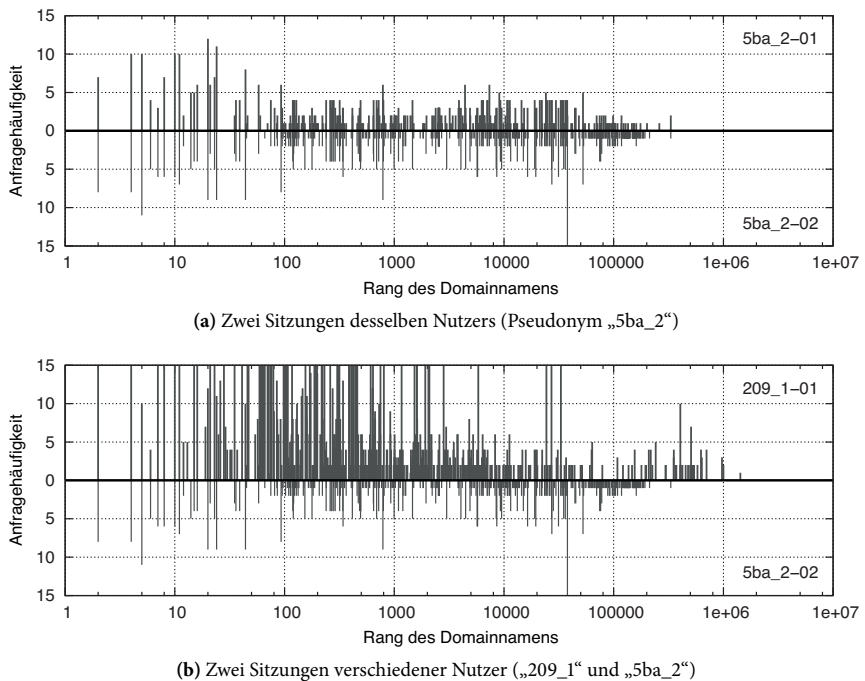 15
10
5
0
5
10
15
Anfragehäufigkeit
5ba_2−01
5ba_2−02
1 10 100 1000 10000 100000 1e+06 1e+07
Rang des Domainnamens
(a) Zwei Sitzungen desselben Nutzers (Pseudonym „5ba_2“)
15
10
5
0
5
10
15
Anfragehäufigkeit
209_1−01
5ba_2−02
1 10 100 1000 10000 100000 1e+06 1e+07
Rang des Domainnamens
(b) Zwei Sitzungen verschiedener Nutzer („209_1“ und „5ba_2“)